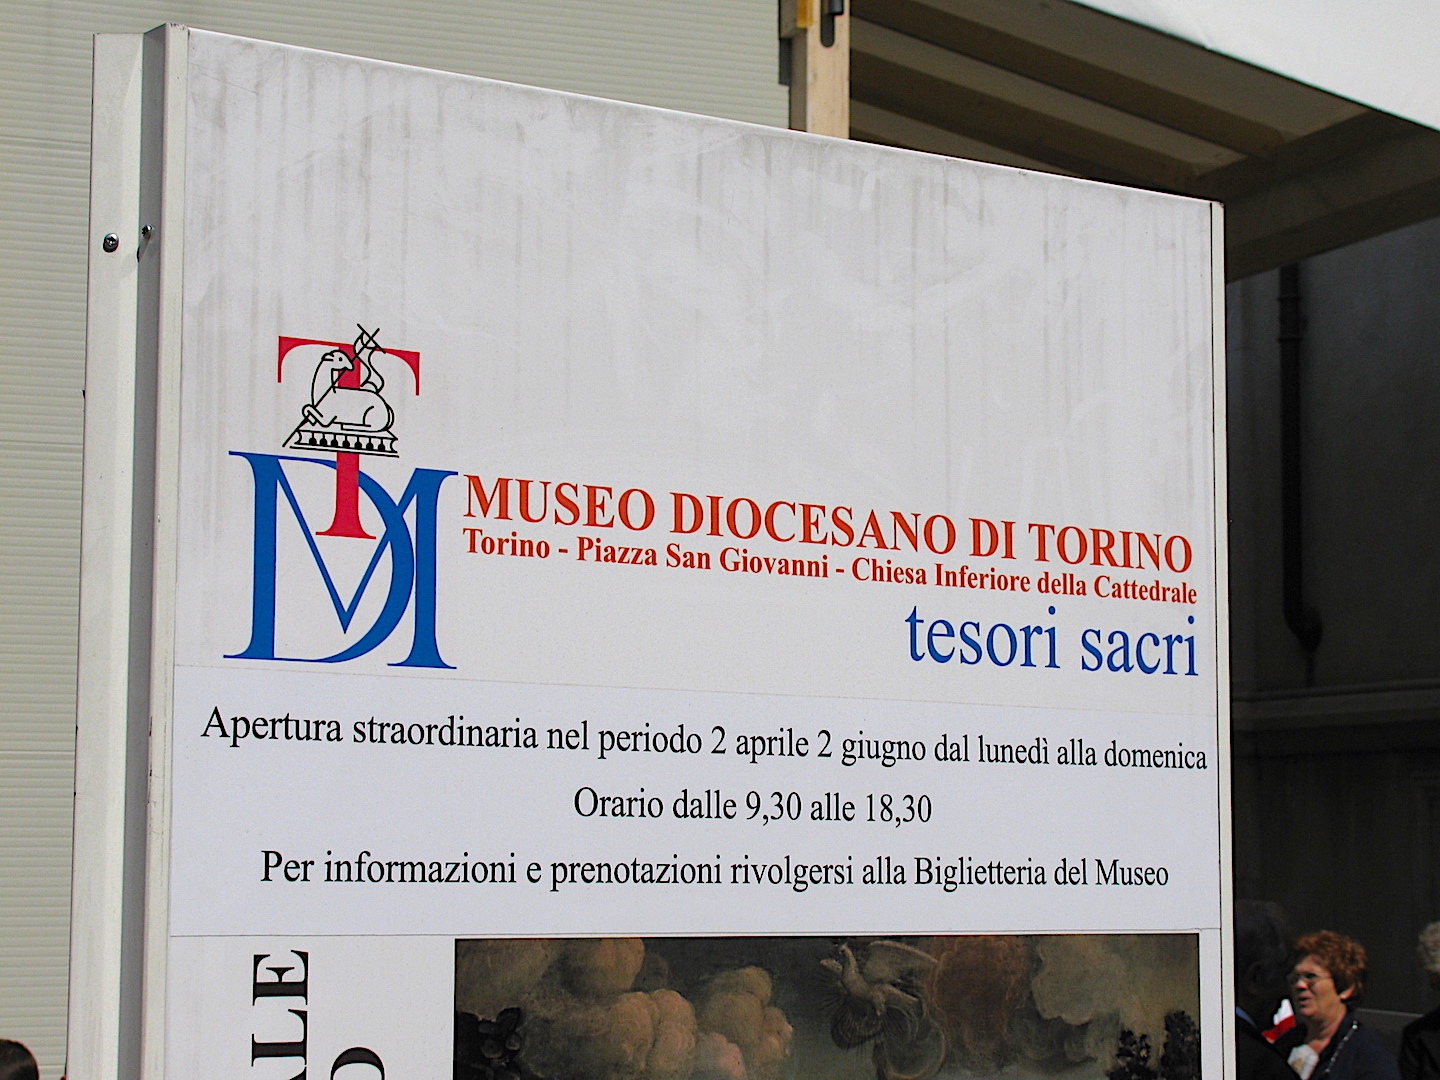 MUSEO DIOCESANO DI TORINO
Torino - Piazza San Giovanni - Chiesa Inferiore della Cattedrale
tesori sacri
Apertura straordinaria nel periodo 2 aprile 2 giugno dal lunedì alla domenica
Orario dalle 9,30 alle 18,30
Per informazioni e prenotazioni rivolgersi alla Biglietteria del Museo